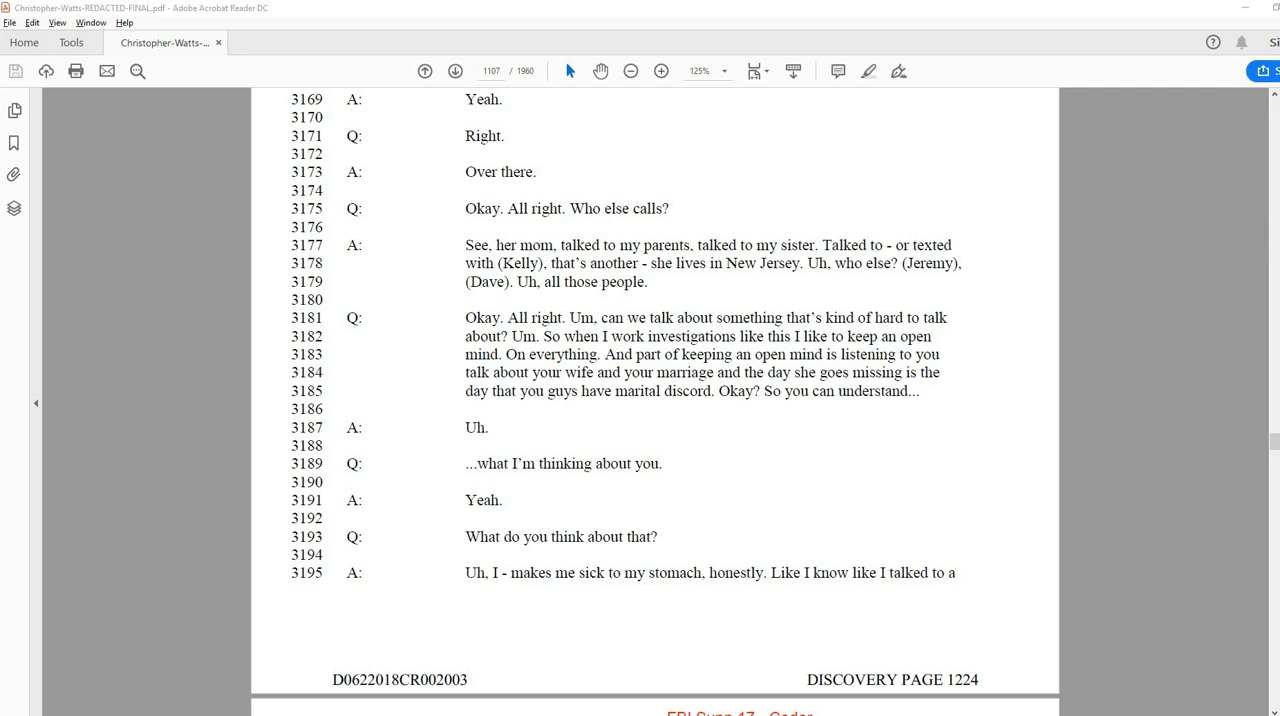 Christopher-Watts-REDACTED-FINAL.pdf - Adobe Acrobat Reader DC
File Edit View Window Help
Home Tools Christopher-Watts-... × Si
1107 / 1960 125% S
3169 A: Yeah.
3170
3171 Q: Right.
3172
3173 A: Over there.
3174
3175 Q: Okay. All right. Who else calls?
3176
3177 A: See, her mom, talked to my parents, talked to my sister. Talked to - or texted
3178 with (Kelly), that's another - she lives in New Jersey. Uh, who else? (Jeremy),
3179 (Dave). Uh, all those people.
3180
3181 Q: Okay. All right. Um, can we talk about something that's kind of hard to talk
3182 about? Um. So when I work investigations like this I like to keep an open
3183 mind. On everything. And part of keeping an open mind is listening to you
3184 talk about your wife and your marriage and the day she goes missing is the
3185 day that you guys have marital discord. Okay? So you can understand...
3186
3187 A: Uh.
3188
3189 Q: ...what I'm thinking about you.
3190
3191 A: Yeah.
3192
3193 Q: What do you think about that?
3194
3195 A: Uh, I - makes me sick to my stomach, honestly. Like I know like I talked to a
D0622018CR002003 DISCOVERY PAGE 1224